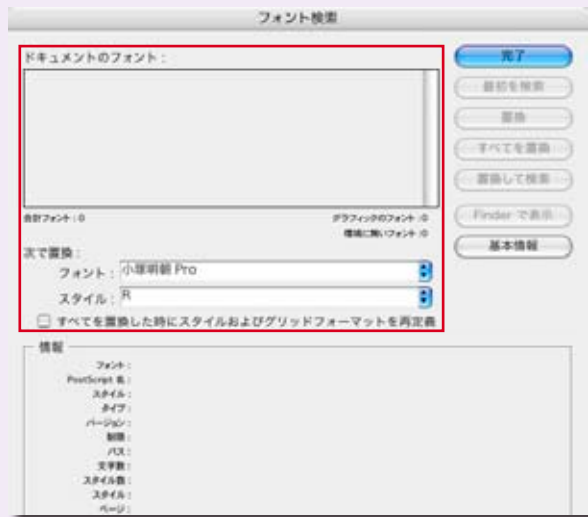 フォント検索
ドキュメントのフォント：
完了
最初を検索
置換
すべてを置換
置換して検索
Finder で表示
基本情報
合計フォント：0
グラフィックのフォント：0
環境に無いフォント：0
次で置換：
フォント：小塚明朝 Pro
スタイル：R
すべてを置換した時にスタイルおよびグリッドフォーマットを再定義
情報
フォント：
PostScript 名：
スタイル：
タイプ：
バージョン：
制限：
パス：
文字数：
スタイル数：
スタイル：
ページ：